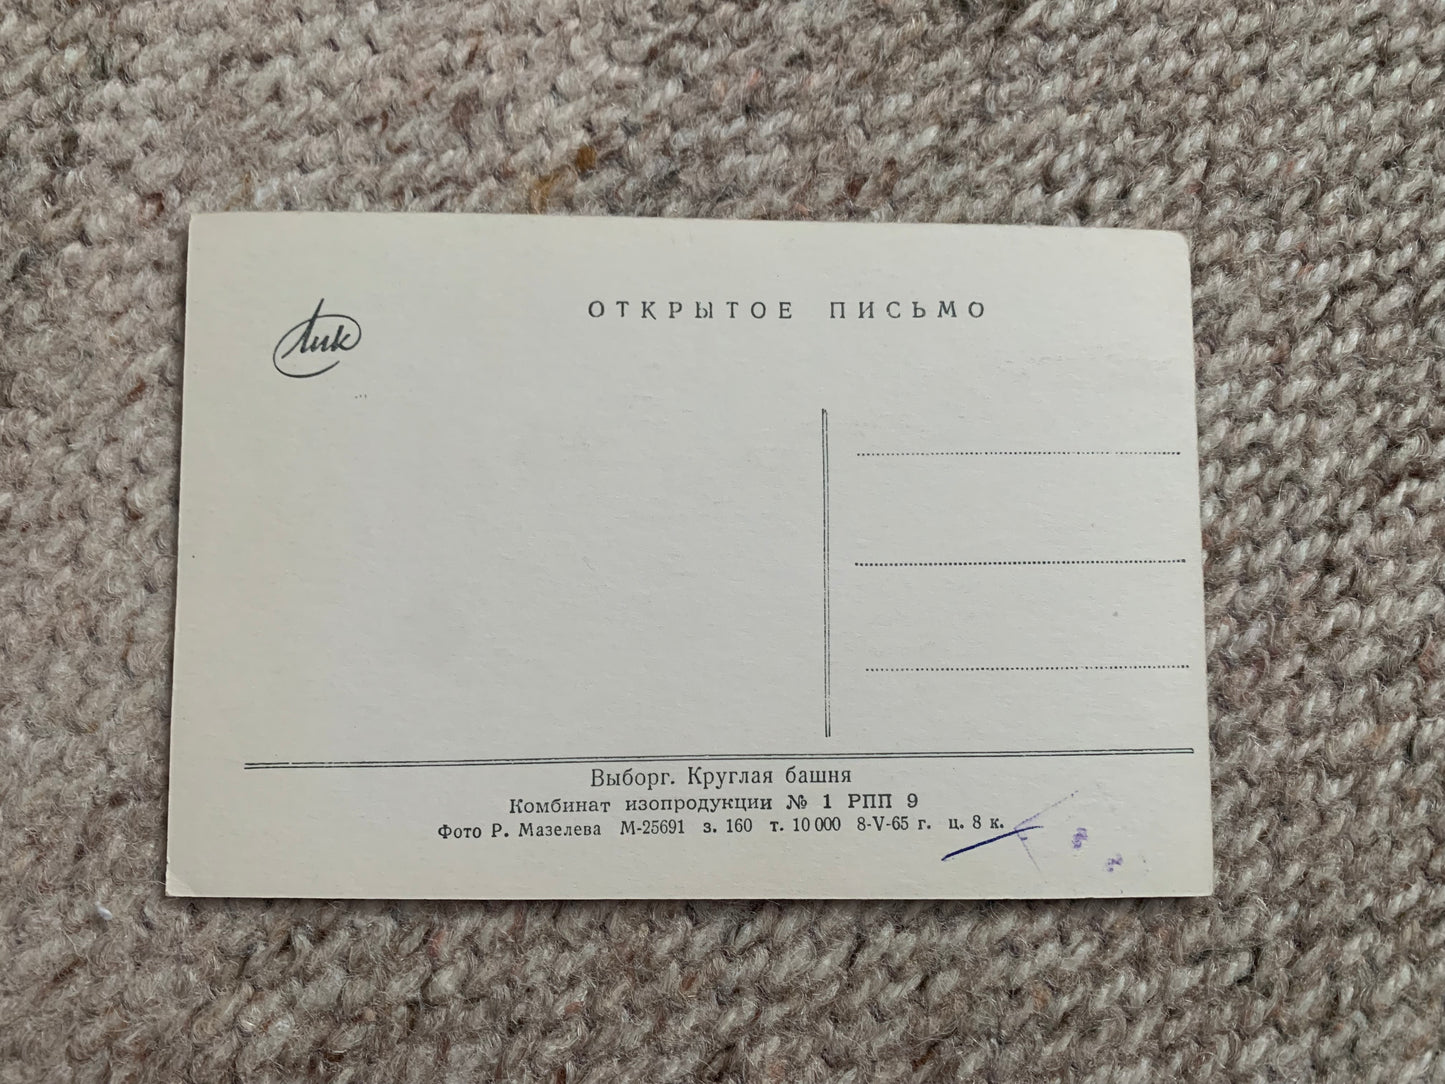 Лик
ОТКРЫТОЕ ПИСЬМО
Выборг. Круглая башня
Комбинат изопродукции № 1 РПП 9
Фото Р. Мазелева М-25691 з. 160 т. 10 000 8-V-65 г. ц. 8 к.